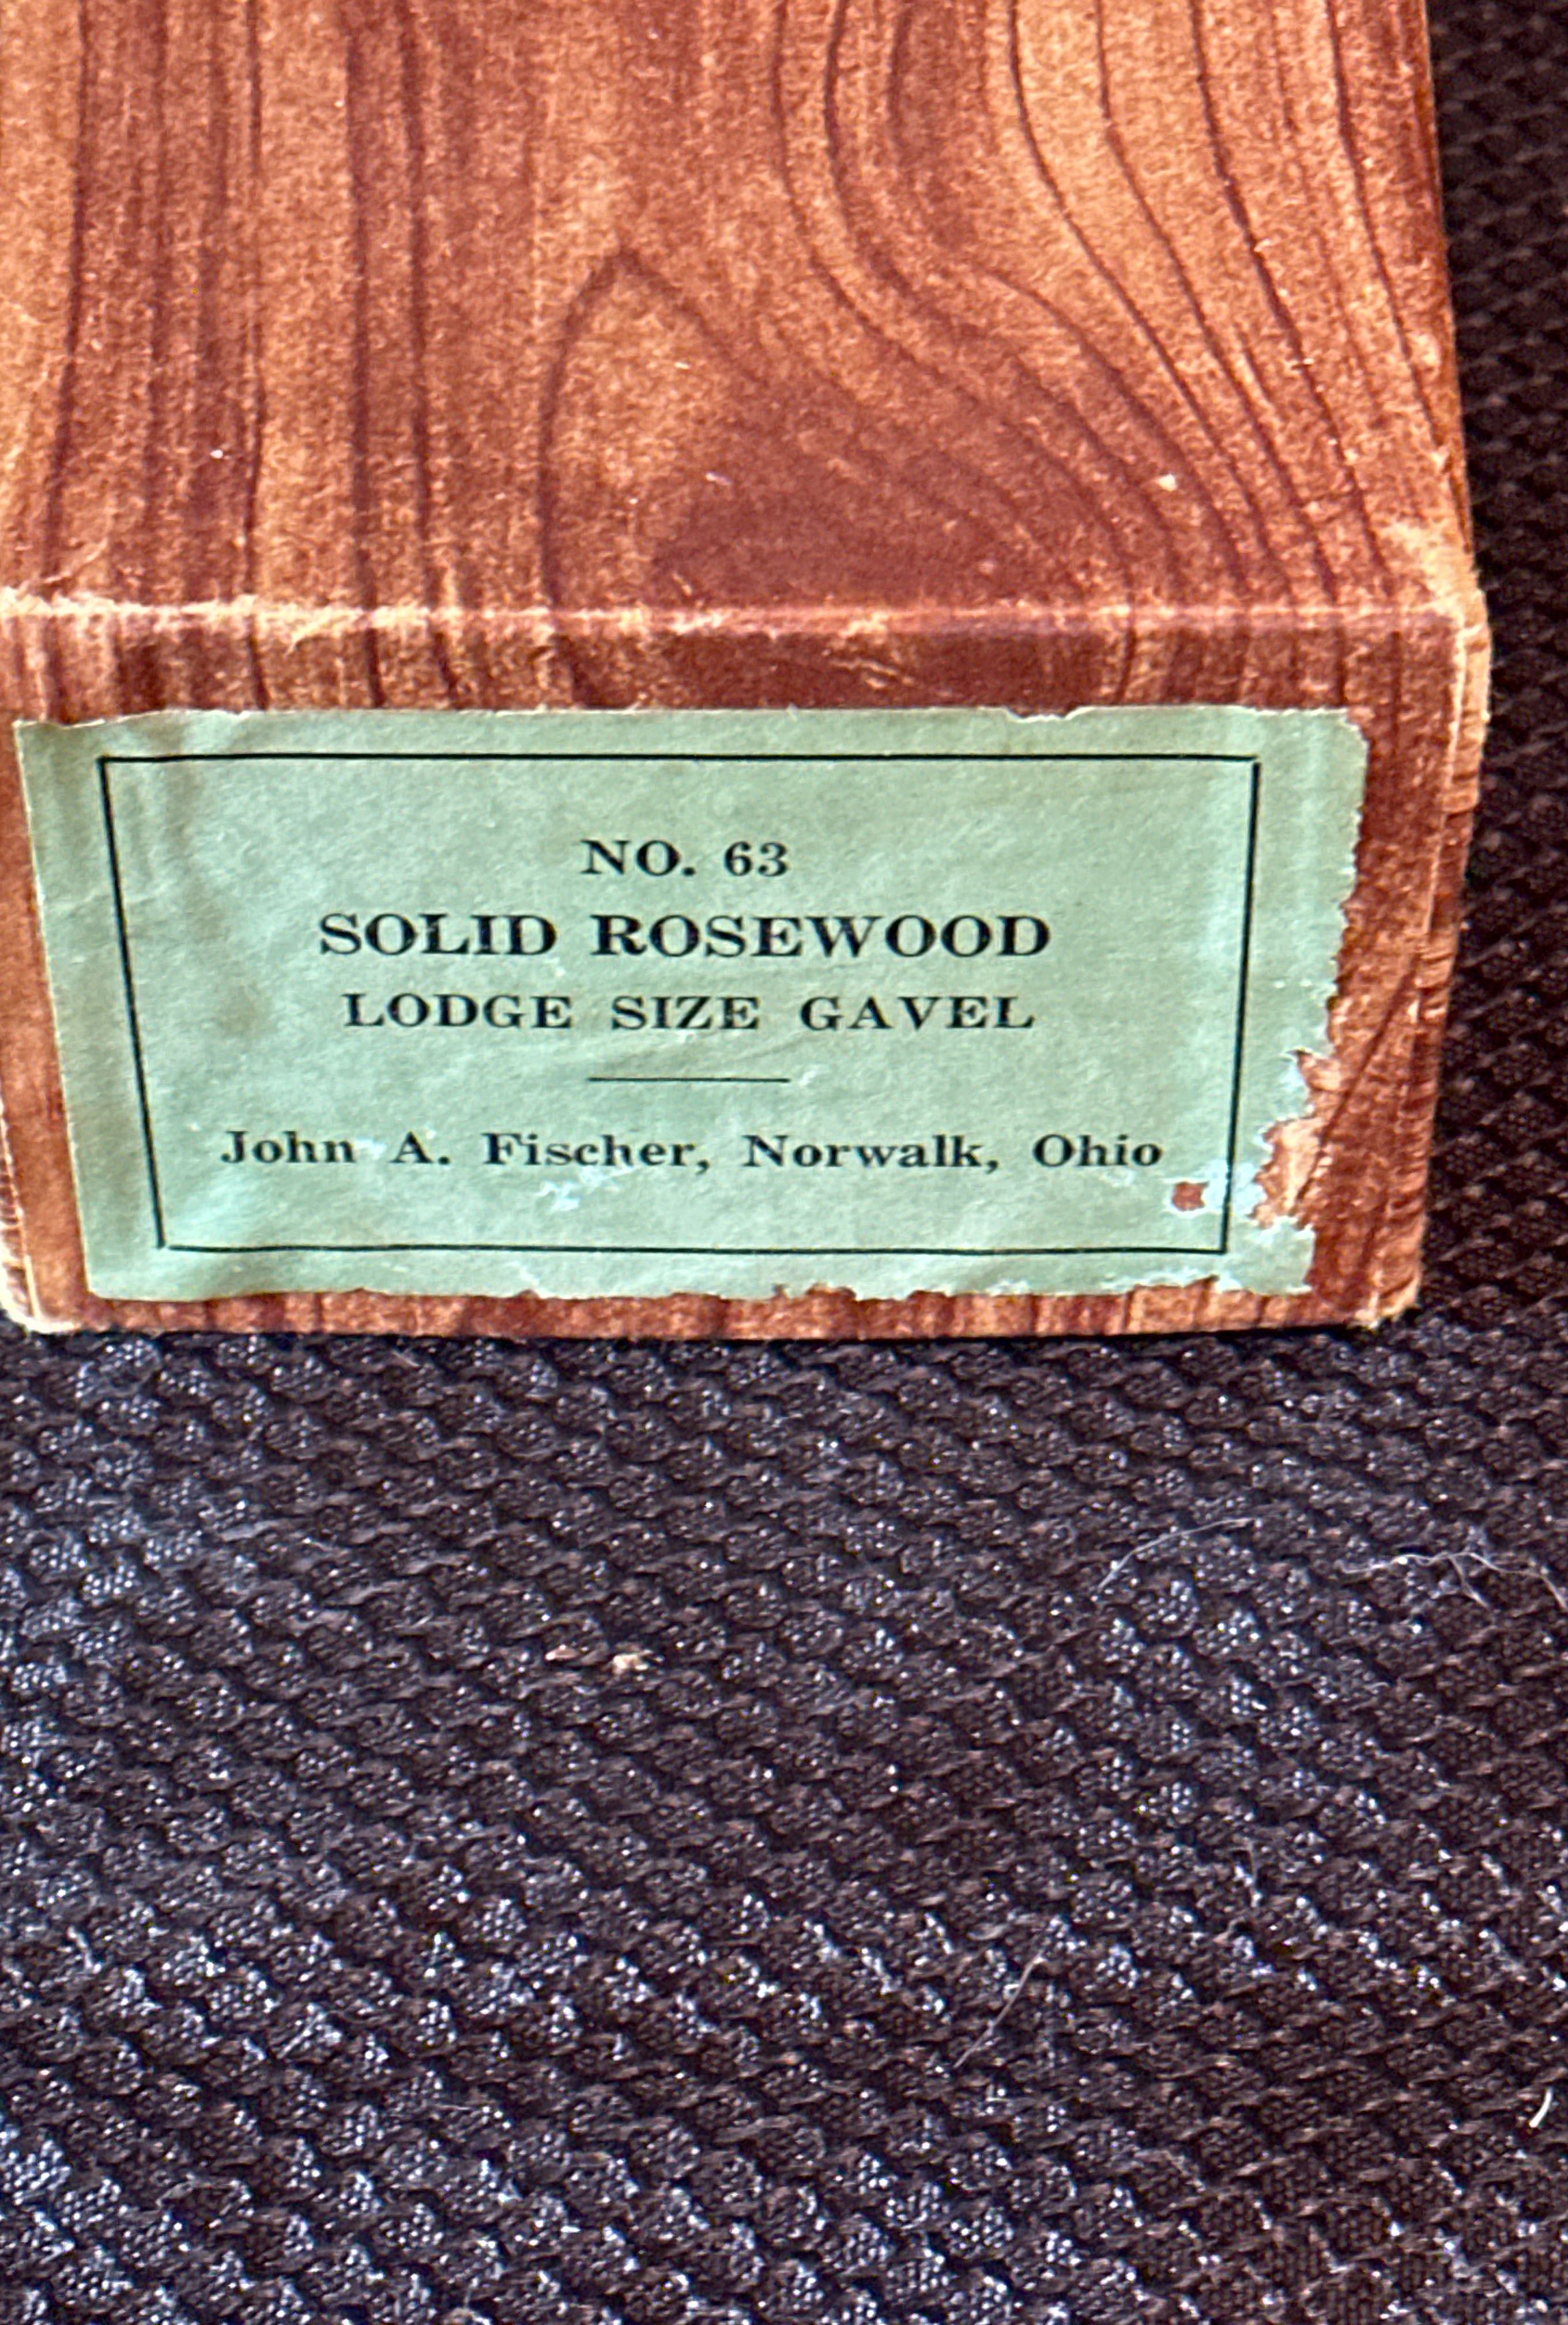 NO. 63
SOLID ROSEWOOD
LODGE SIZE GAVEL
John A. Fischer, Norwalk, Ohio